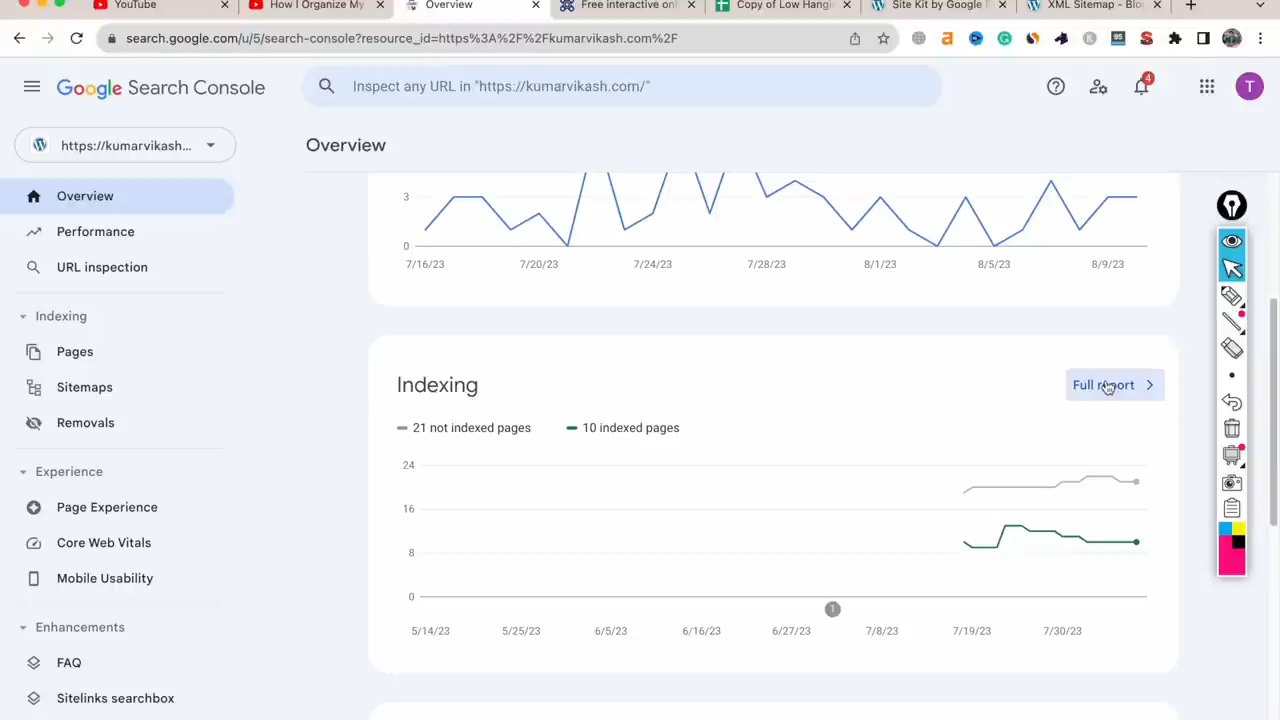 YouTube
How I Organize My
Overview
Free interactive onl
Copy of Low Hangin
Site Kit by Google
XML Sitemap - Blo
search.google.com/u/5/search-console?resource_id=https%3A%2F%2Fkumarvikash.com%2F
95
Google Search Console
Inspect any URL in "https://kumarvikash.com/"
4
T
https://kumarvikash...
Overview
Overview
Performance
URL inspection
Indexing
Pages
Sitemaps
Removals
Experience
Page Experience
Core Web Vitals
Mobile Usability
Enhancements
FAQ
Sitelinks searchbox
3
0
7/16/23 7/20/23 7/24/23 7/28/23 8/1/23 8/5/23 8/9/23
Indexing
Full report
21 not indexed pages 10 indexed pages
24
16
8
0
1
5/14/23 5/25/23 6/5/23 6/16/23 6/27/23 7/8/23 7/19/23 7/30/23